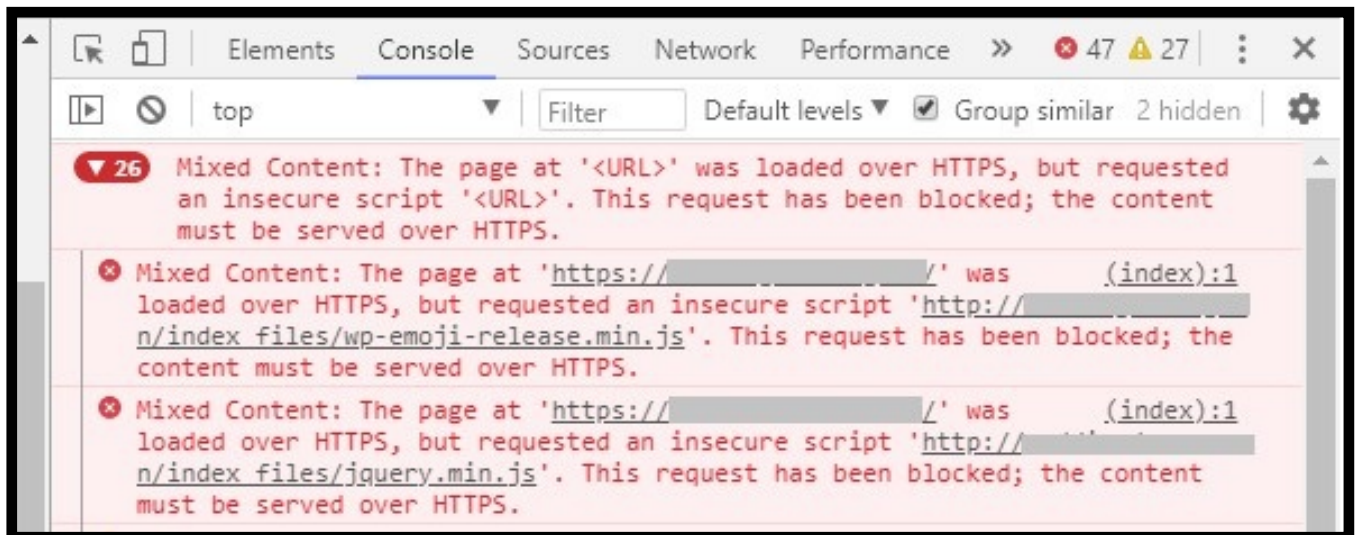 Elements Console Sources Network Performance » 47 27
top Filter Default levels Group similar 2 hidden
26 Mixed Content: The page at '<URL>' was loaded over HTTPS, but requested
an insecure script '<URL>'. This request has been blocked; the content
must be served over HTTPS.
Mixed Content: The page at 'https:// /' was (index):1
loaded over HTTPS, but requested an insecure script 'http://
n/index_files/wp-emoji-release.min.js'. This request has been blocked; the
content must be served over HTTPS.
Mixed Content: The page at 'https:// /' was (index):1
loaded over HTTPS, but requested an insecure script 'http://
n/index_files/jquery.min.js'. This request has been blocked; the content
must be served over HTTPS.